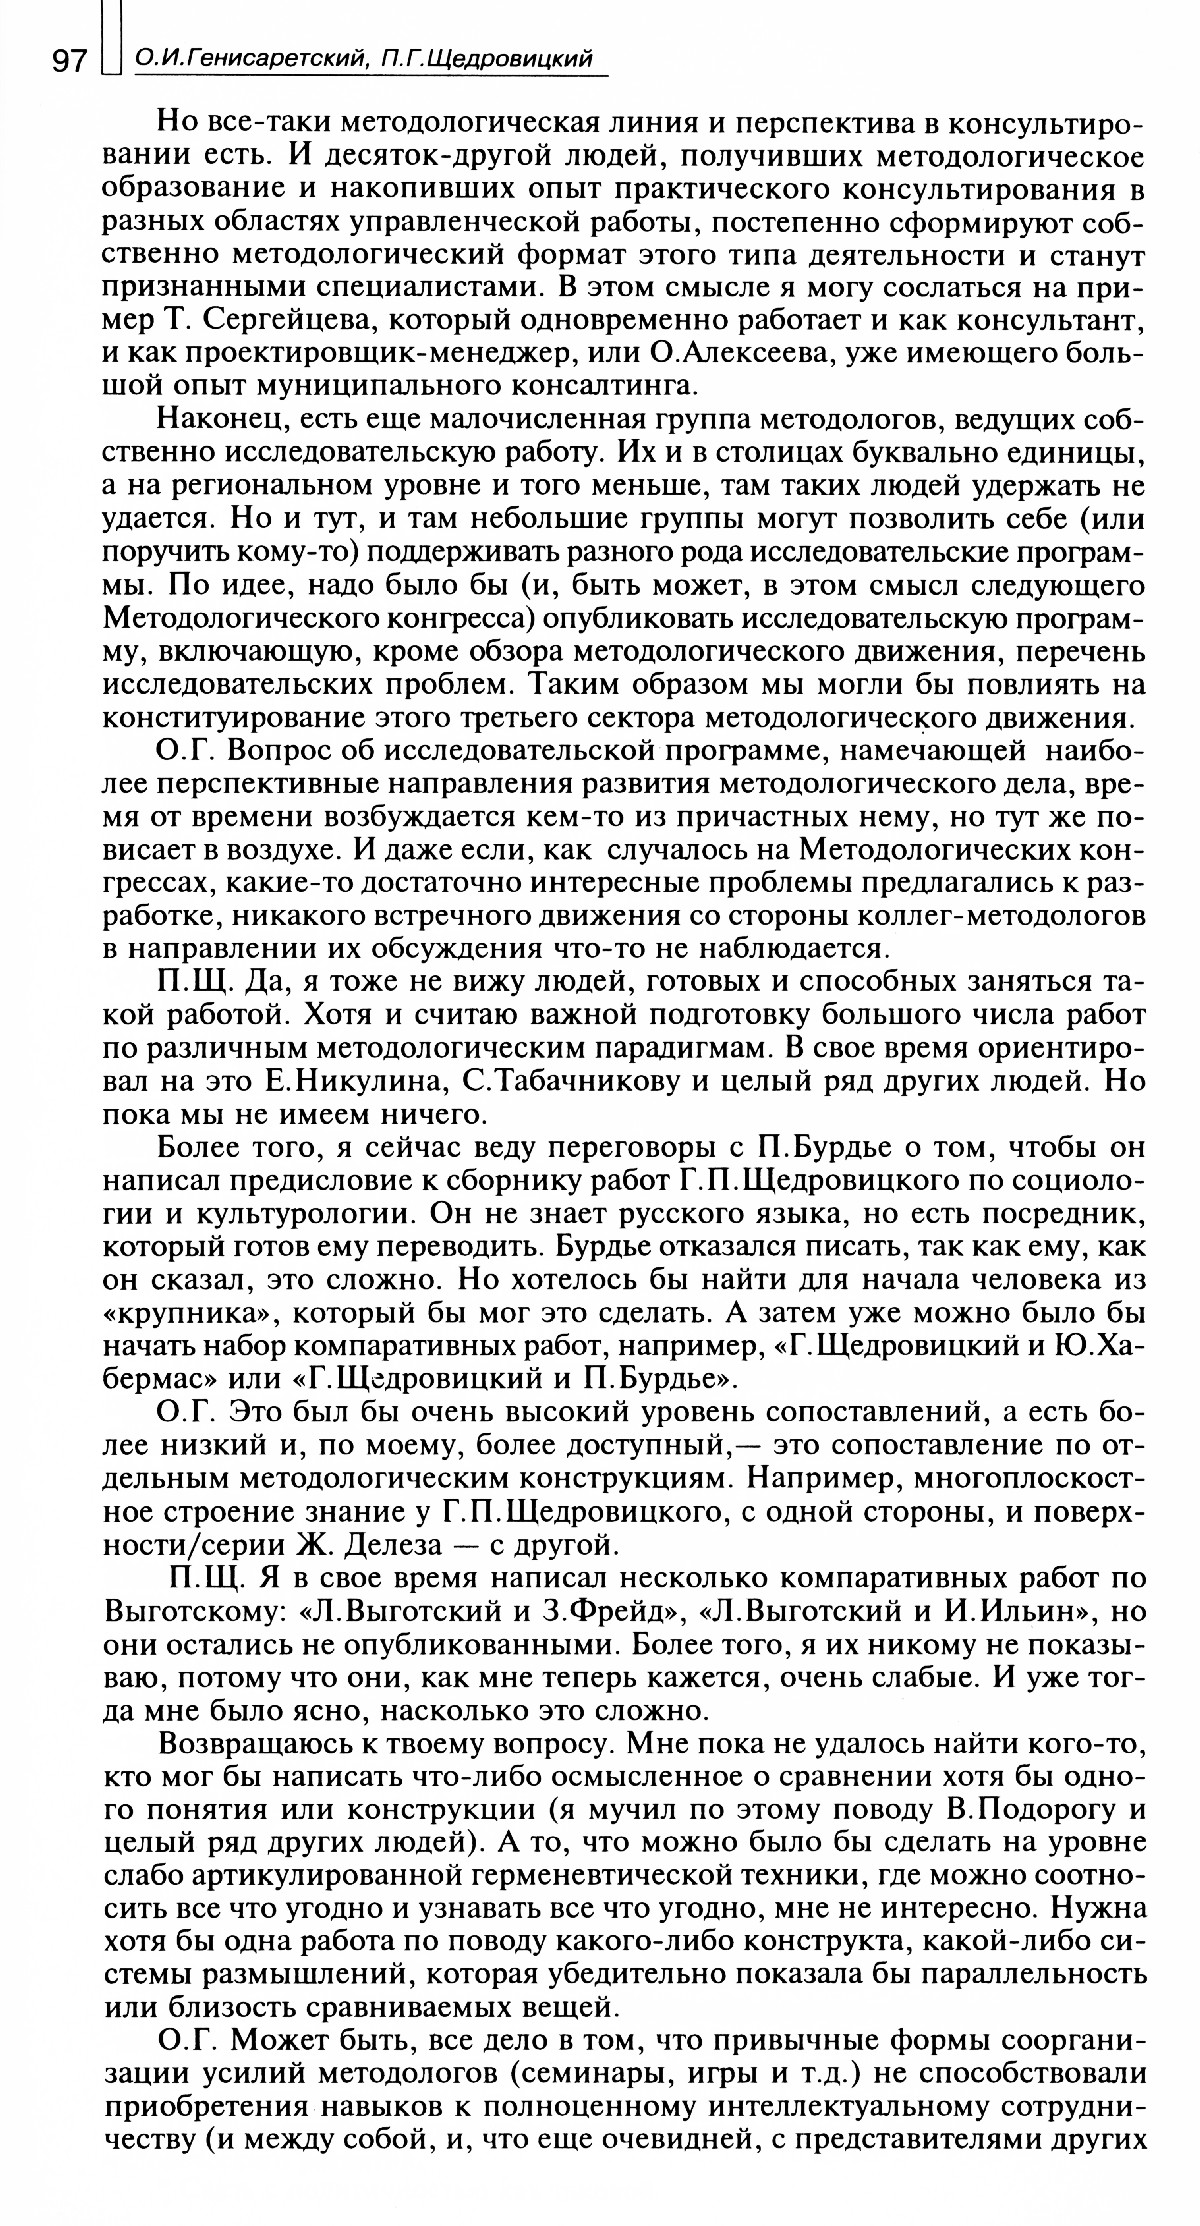 97 О.И.Генисаретский, П.Г.Щедровицкий
Но все-таки методологическая линия и перспектива в консультиро-
вании есть. И десяток-другой людей, получивших методологическое
образование и накопивших опыт практического консультирования в
разных областях управленческой работы, постепенно сформируют соб-
ственно методологический формат этого типа деятельности и станут
признанными специалистами. В этом смысле я могу сослаться на при-
мер Т. Сергейцева, который одновременно работает и как консультант,
и как проектировщик-менеджер, или О.Алексеева, уже имеющего боль-
шой опыт муниципального консалтинга.
Наконец, есть еще малочисленная группа методологов, ведущих соб-
ственно исследовательскую работу. Их и в столицах буквально единицы,
а на региональном уровне и того меньше, там таких людей удержать не
удается. Но и тут, и там небольшие группы могут позволить себе (или
поручить кому-то) поддерживать разного рода исследовательские програм-
мы. По идее, надо было бы (и, быть может, в этом смысл следующего
Методологического конгресса) опубликовать исследовательскую програм-
му, включающую, кроме обзора методологического движения, перечень
исследовательских проблем. Таким образом мы могли бы повлиять на
конституирование этого третьего сектора методологического движения.
О.Г. Вопрос об исследовательской программе, намечающей наибо-
лее перспективные направления развития методологического дела, вре-
мя от времени возбуждается кем-то из причастных нему, но тут же по-
висает в воздухе. И даже если, как случалось на Методологических кон-
грессах, какие-то достаточно интересные проблемы предлагались к раз-
работке, никакого встречного движения со стороны коллег-методологов
в направлении их обсуждения что-то не наблюдается.
П.Щ. Да, я тоже не вижу людей, готовых и способных заняться та-
кой работой. Хотя и считаю важной подготовку большого числа работ
по различным методологическим парадигмам. В свое время ориентиро-
вал на это Е.Никулина, С.Табачникову и целый ряд других людей. Но
пока мы не имеем ничего.
Более того, я сейчас веду переговоры с П.Бурдье о том, чтобы он
написал предисловие к сборнику работ Г.П.Щедровицкого по социоло-
гии и культурологии. Он не знает русского языка, но есть посредник,
который готов ему переводить. Бурдье отказался писать, так как ему, как
он сказал, это сложно. Но хотелось бы найти для начала человека из
«крупника», который бы мог это сделать. А затем уже можно было бы
начать набор компаративных работ, например, «Г.Щедровицкий и Ю.Ха-
бермас» или «Г.Щедровицкий и П.Бурдье».
О.Г. Это был бы очень высокий уровень сопоставлений, а есть бо-
лее низкий и, по моему, более доступный,— это сопоставление по от-
дельным методологическим конструкциям. Например, многоплоскост-
ное строение знание у Г.П.Щедровицкого, с одной стороны, и поверх-
ности/серии Ж. Делеза — с другой.
П.Щ. Я в свое время написал несколько компаративных работ по
Выготскому: «Л.Выготский и З.Фрейд», «Л.Выготский и И.Ильин», но
они остались не опубликованными. Более того, я их никому не показы-
ваю, потому что они, как мне теперь кажется, очень слабые. И уже тог-
да мне было ясно, насколько это сложно.
Возвращаюсь к твоему вопросу. Мне пока не удалось найти кого-то,
кто мог бы написать что-либо осмысленное о сравнении хотя бы одно-
го понятия или конструкции (я мучил по этому поводу В.Подорогу и
целый ряд других людей). А то, что можно было бы сделать на уровне
слабо артикулированной герменевтической техники, где можно соотно-
сить все что угодно и узнавать все что угодно, мне не интересно. Нужна
хотя бы одна работа по поводу какого-либо конструкта, какой-либо си-
стемы размышлений, которая убедительно показала бы параллельность
или близость сравниваемых вещей.
О.Г. Может быть, все дело в том, что привычные формы сооргани-
зации усилий методологов (семинары, игры и т.д.) не способствовали
приобретения навыков к полноценному интеллектуальному сотрудни-
честву (и между собой, и, что еще очевидней, с представителями других